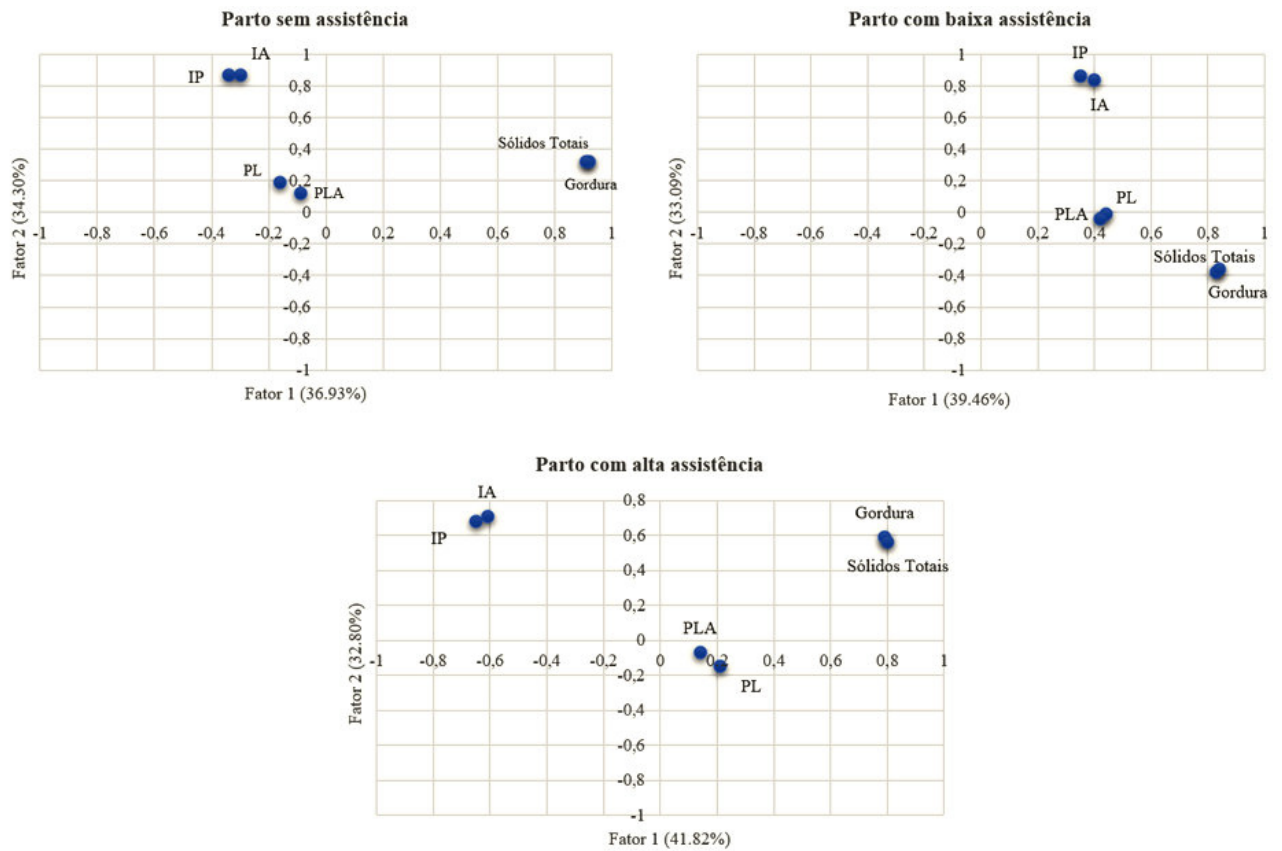 Parto sem assistência
IA
IP
1
0,8
0,6
0,4
0,2
0
-0,2
-0,4
-0,6
-0,8
-1
Sólidos Totais
Gordura
PL
PLA
-1 -0,8 -0,6 -0,4 -0,2 0 0,2 0,4 0,6 0,8 1
Fator 2 (34.30%)
Fator 1 (36.93%)
Parto com baixa assistência
IP
IA
1
0,8
0,6
0,4
0,2
0
-0,2
-0,4
-0,6
-0,8
-1
PL
PLA
-1 -0,8 -0,6 -0,4 -0,2 0 0,2 0,4 0,6 0,8 1
Sólidos Totais
Gordura
Fator 2 (33.09%)
Fator 1 (39.46%)
Parto com alta assistência
IA
IP
0,8
0,6
0,4
0,2
0
-0,2
-0,4
-0,6
-0,8
-1
Gordura
Sólidos Totais
PLA
PL
-1 -0,8 -0,6 -0,4 -0,2 0 0,2 0,4 0,6 0,8 1
Fator 2 (32.80%)
Fator 1 (41.82%)